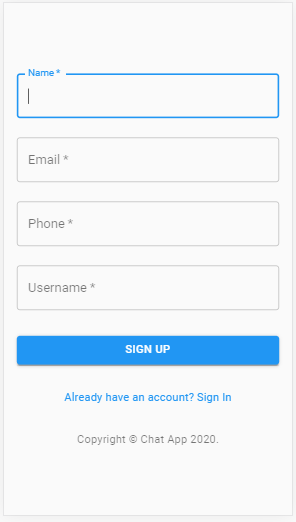 Name *
Email *
Phone *
Username *
SIGN UP
Already have an account? Sign In
Copyright © Chat App 2020.